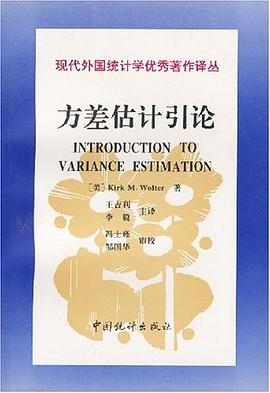 现代外国统计学优秀著作译丛
方差估计引论
INTRODUCTION TO
VARIANCE ESTIMATION
[美] Kirk M. Wolter 著
王吉利
李毅 主译
冯士雍
邹国华 审校
中国统计出版社